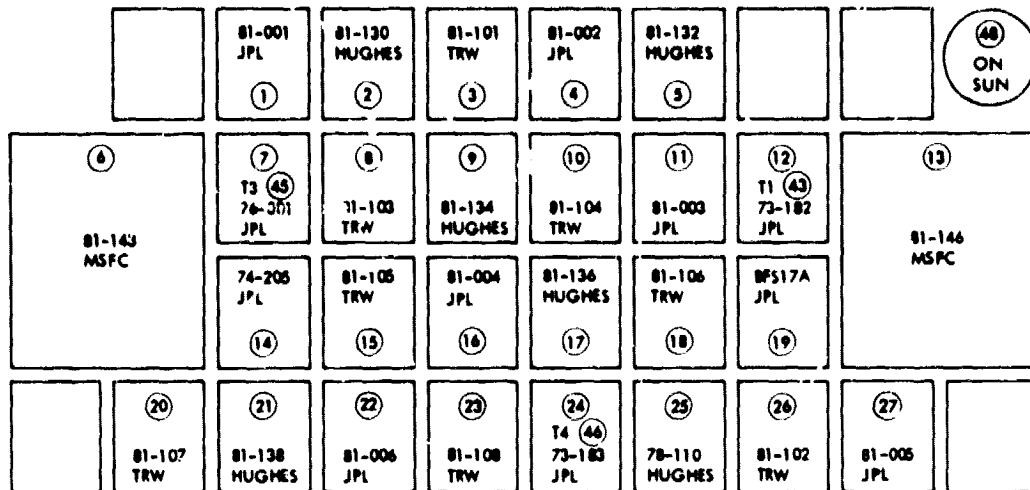 81-001 JPL 1
81-130 HUGHES 2
81-101 TRW 3
81-002 JPL 4
81-132 HUGHES 5
48 ON SUN
6 81-143 MSFC
7 T3 45 76-001 JPL
8 81-103 TRW
9 81-134 HUGHES
10 81-104 TRW
11 81-003 JPL
12 T1 43 73-182 JPL
13 81-146 MSFC
74-205 JPL 14
81-105 TRW 15
81-004 JPL 16
81-136 HUGHES 17
81-106 TRW 18
BFS17A JPL 19
20 81-107 TRW
21 81-138 HUGHES
22 81-006 JPL
23 81-108 TRW
24 T4 46 73-183 JPL
25 78-110 HUGHES
26 81-102 TRW
27 81-005 JPL